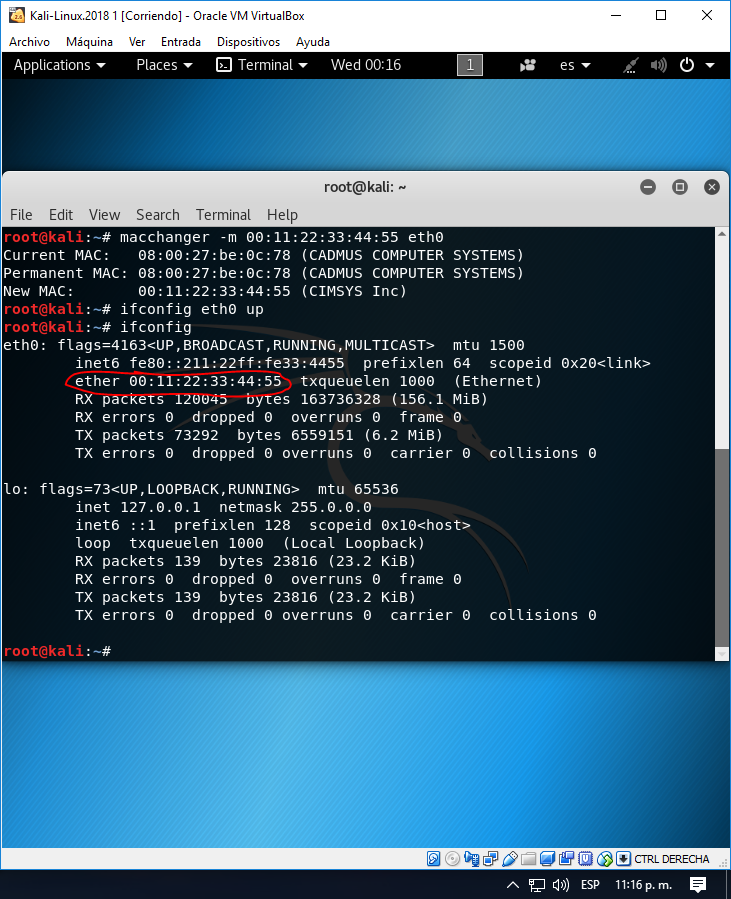 Kali-Linux.2018 1 [Corriendo] - Oracle VM VirtualBox
Archivo Máquina Ver Entrada Dispositivos Ayuda
Applications Places Terminal Wed 00:16 1 es
root@kali: ~
File Edit View Search Terminal Help
root@kali:~# macchanger -m 00:11:22:33:44:55 eth0
Current MAC:   08:00:27:be:0c:78 (CADMUS COMPUTER SYSTEMS)
Permanent MAC: 08:00:27:be:0c:78 (CADMUS COMPUTER SYSTEMS)
New MAC:       00:11:22:33:44:55 (CIMSYS Inc)
root@kali:~# ifconfig eth0 up
root@kali:~# ifconfig
eth0: flags=4163<UP,BROADCAST,RUNNING,MULTICAST>  mtu 1500
        inet6 fe80::211:22ff:fe33:4455  prefixlen 64  scopeid 0x20<link>
        ether 00:11:22:33:44:55  txqueuelen 1000  (Ethernet)
        RX packets 120045  bytes 163736328 (156.1 MiB)
        RX errors 0  dropped 0  overruns 0  frame 0
        TX packets 73292  bytes 6559151 (6.2 MiB)
        TX errors 0  dropped 0 overruns 0  carrier 0  collisions 0
lo: flags=73<UP,LOOPBACK,RUNNING>  mtu 65536
        inet 127.0.0.1  netmask 255.0.0.0
        inet6 ::1  prefixlen 128  scopeid 0x10<host>
        loop  txqueuelen 1000  (Local Loopback)
        RX packets 139  bytes 23816 (23.2 KiB)
        RX errors 0  dropped 0  overruns 0  frame 0
        TX packets 139  bytes 23816 (23.2 KiB)
        TX errors 0  dropped 0 overruns 0  carrier 0  collisions 0
root@kali:~#
CTRL DERECHA
ESP 11:16 p. m.